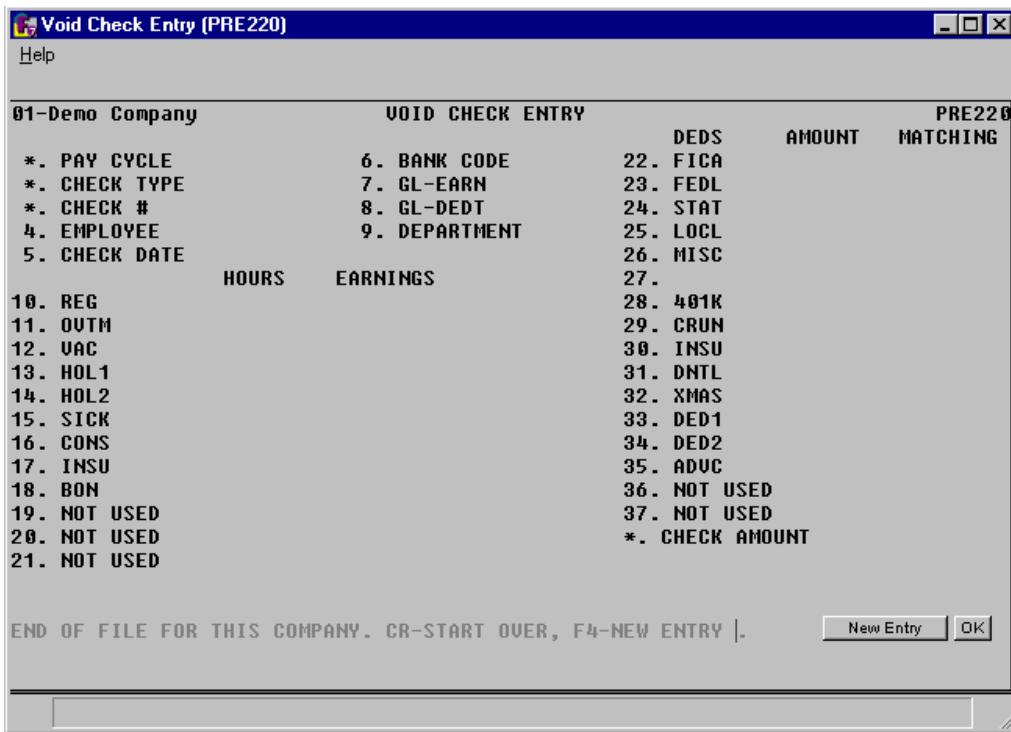 Void Check Entry (PRE220)
Help
01-Demo Company VOID CHECK ENTRY PRE220
DEDS AMOUNT MATCHING
*. PAY CYCLE 6. BANK CODE 22. FICA
*. CHECK TYPE 7. GL-EARN 23. FEDL
*. CHECK # 8. GL-DEDT 24. STAT
4. EMPLOYEE 9. DEPARTMENT 25. LOCL
5. CHECK DATE 26. MISC
HOURS EARNINGS 27.
10. REG 28. 401K
11. OVTM 29. CRUN
12. VAC 30. INSU
13. HOL1 31. DNTL
14. HOL2 32. XMAS
15. SICK 33. DED1
16. CONS 34. DED2
17. INSU 35. ADVC
18. BON 36. NOT USED
19. NOT USED 37. NOT USED
20. NOT USED *. CHECK AMOUNT
21. NOT USED
END OF FILE FOR THIS COMPANY. CR-START OVER, F4-NEW ENTRY . New Entry OK